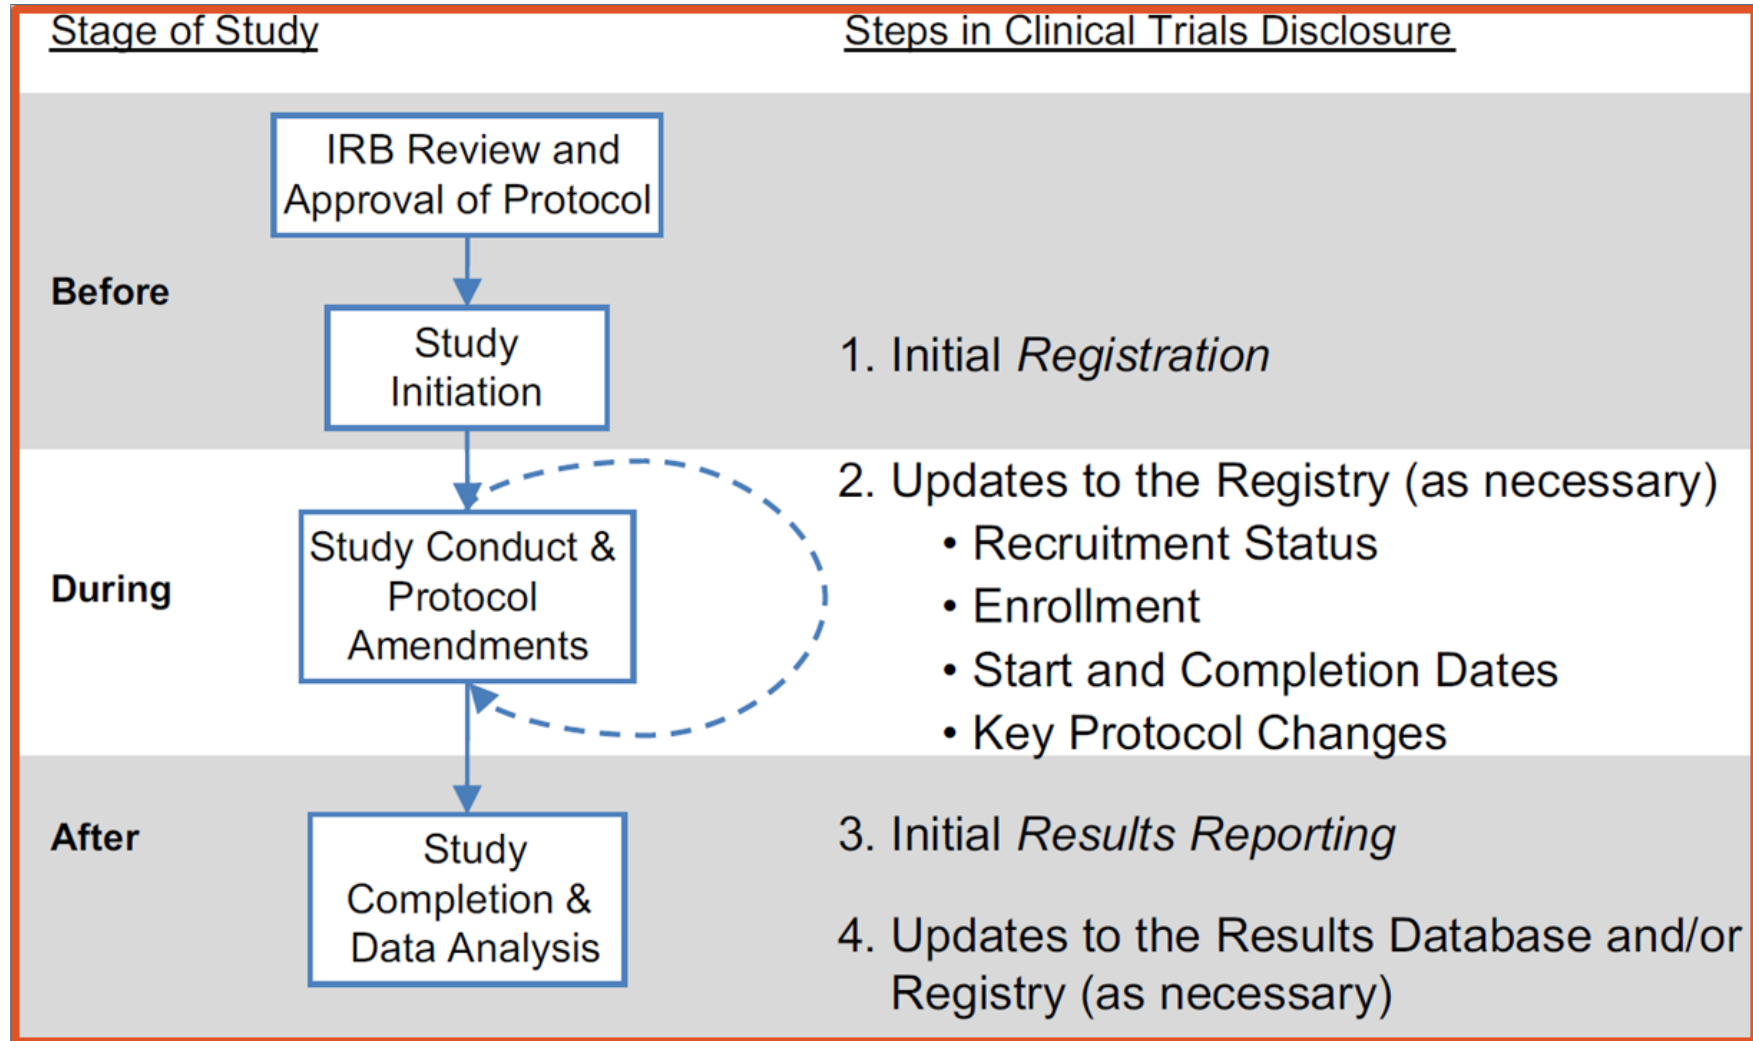 Stage of Study
Steps in Clinical Trials Disclosure
Before
IRB Review and
Approval of Protocol
Study
Initiation
1. Initial Registration
During
Study Conduct &
Protocol
Amendments
2. Updates to the Registry (as necessary)
• Recruitment Status
• Enrollment
• Start and Completion Dates
• Key Protocol Changes
After
Study
Completion &
Data Analysis
3. Initial Results Reporting
4. Updates to the Results Database and/or
Registry (as necessary)